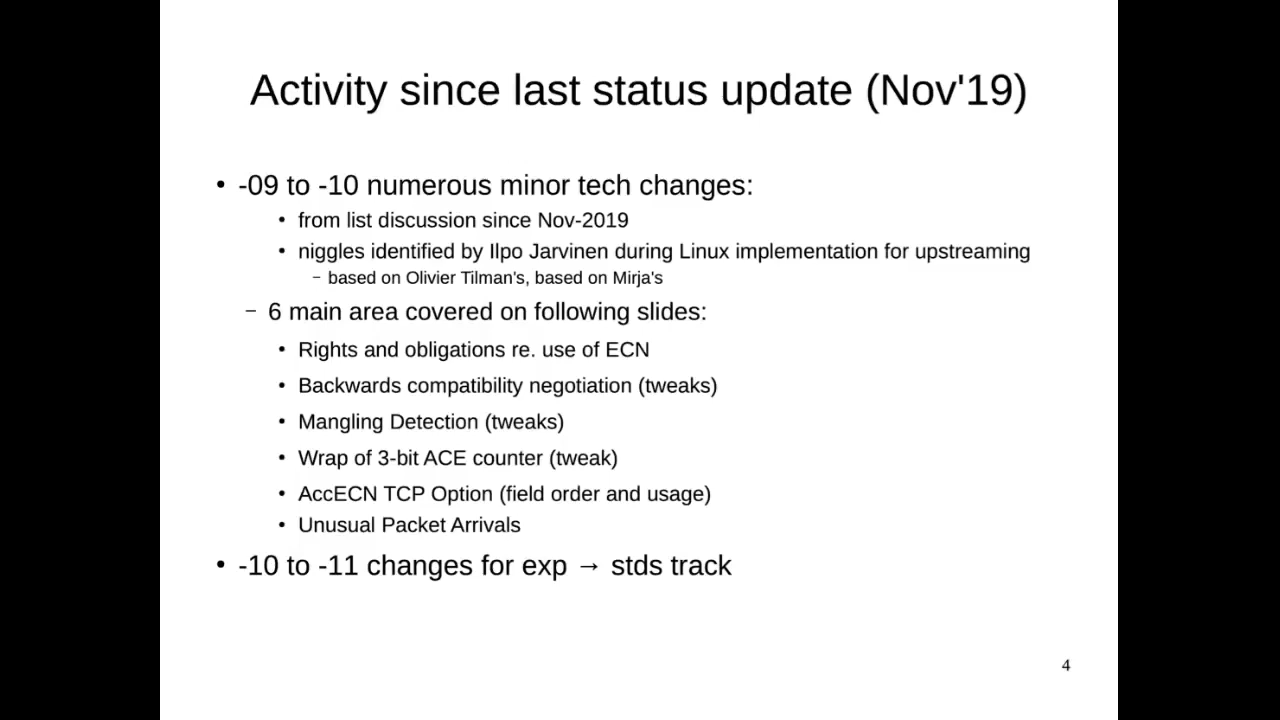 Activity since last status update (Nov'19)
• -09 to -10 numerous minor tech changes:
• from list discussion since Nov-2019
• niggles identified by Ilpo Jarvinen during Linux implementation for upstreaming
– based on Olivier Tilman's, based on Mirja's
– 6 main area covered on following slides:
• Rights and obligations re. use of ECN
• Backwards compatibility negotiation (tweaks)
• Mangling Detection (tweaks)
• Wrap of 3-bit ACE counter (tweak)
• AccECN TCP Option (field order and usage)
• Unusual Packet Arrivals
• -10 to -11 changes for exp → stds track
4